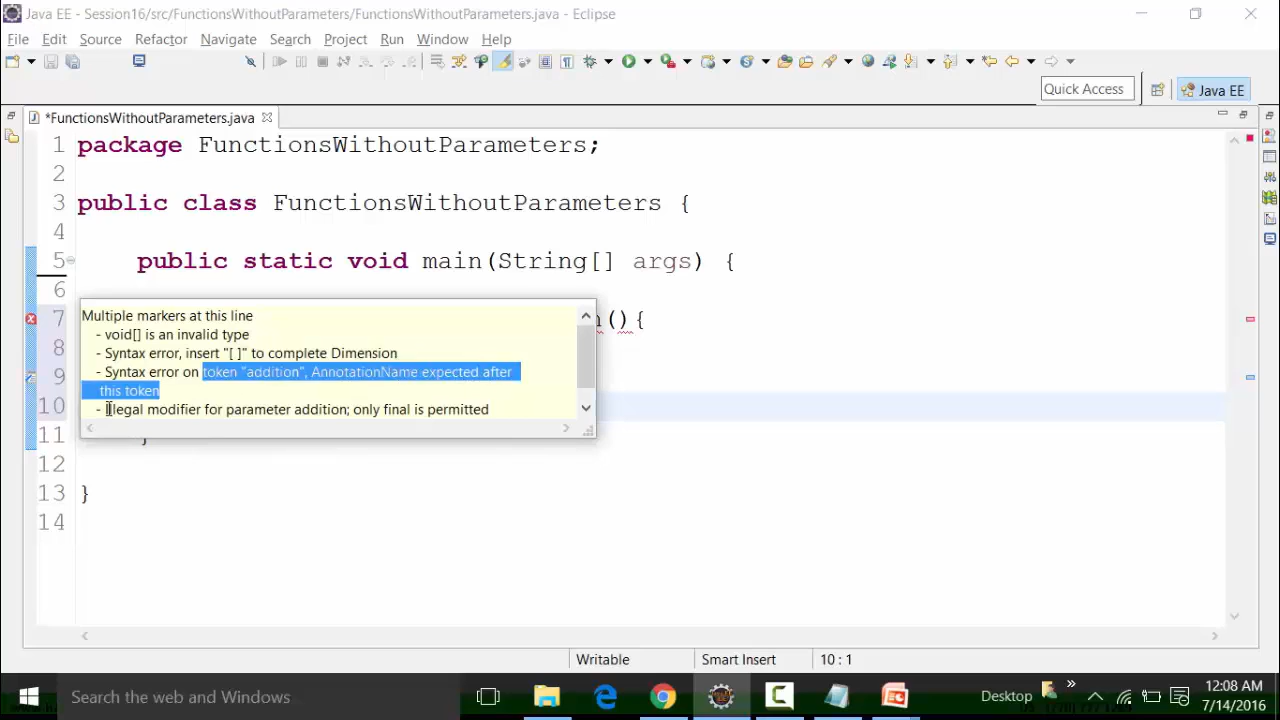 Java EE - Session16/src/FunctionsWithoutParameters/FunctionsWithoutParameters.java - Eclipse
File Edit Source Refactor Navigate Search Project Run Window Help
Quick Access
Java EE
*FunctionsWithoutParameters.java
1 package FunctionsWithoutParameters;
2
3 public class FunctionsWithoutParameters {
4
5 public static void main(String[] args) {
6
7 (){
8
9
10
11 }
12
13 }
14
Multiple markers at this line
- void[] is an invalid type
- Syntax error, insert "[ ]" to complete Dimension
- Syntax error on token "addition", AnnotationName expected after
this token
- Illegal modifier for parameter addition; only final is permitted
Writable Smart Insert 10 : 1
Search the web and Windows
Desktop
12:08 AM
7/14/2016